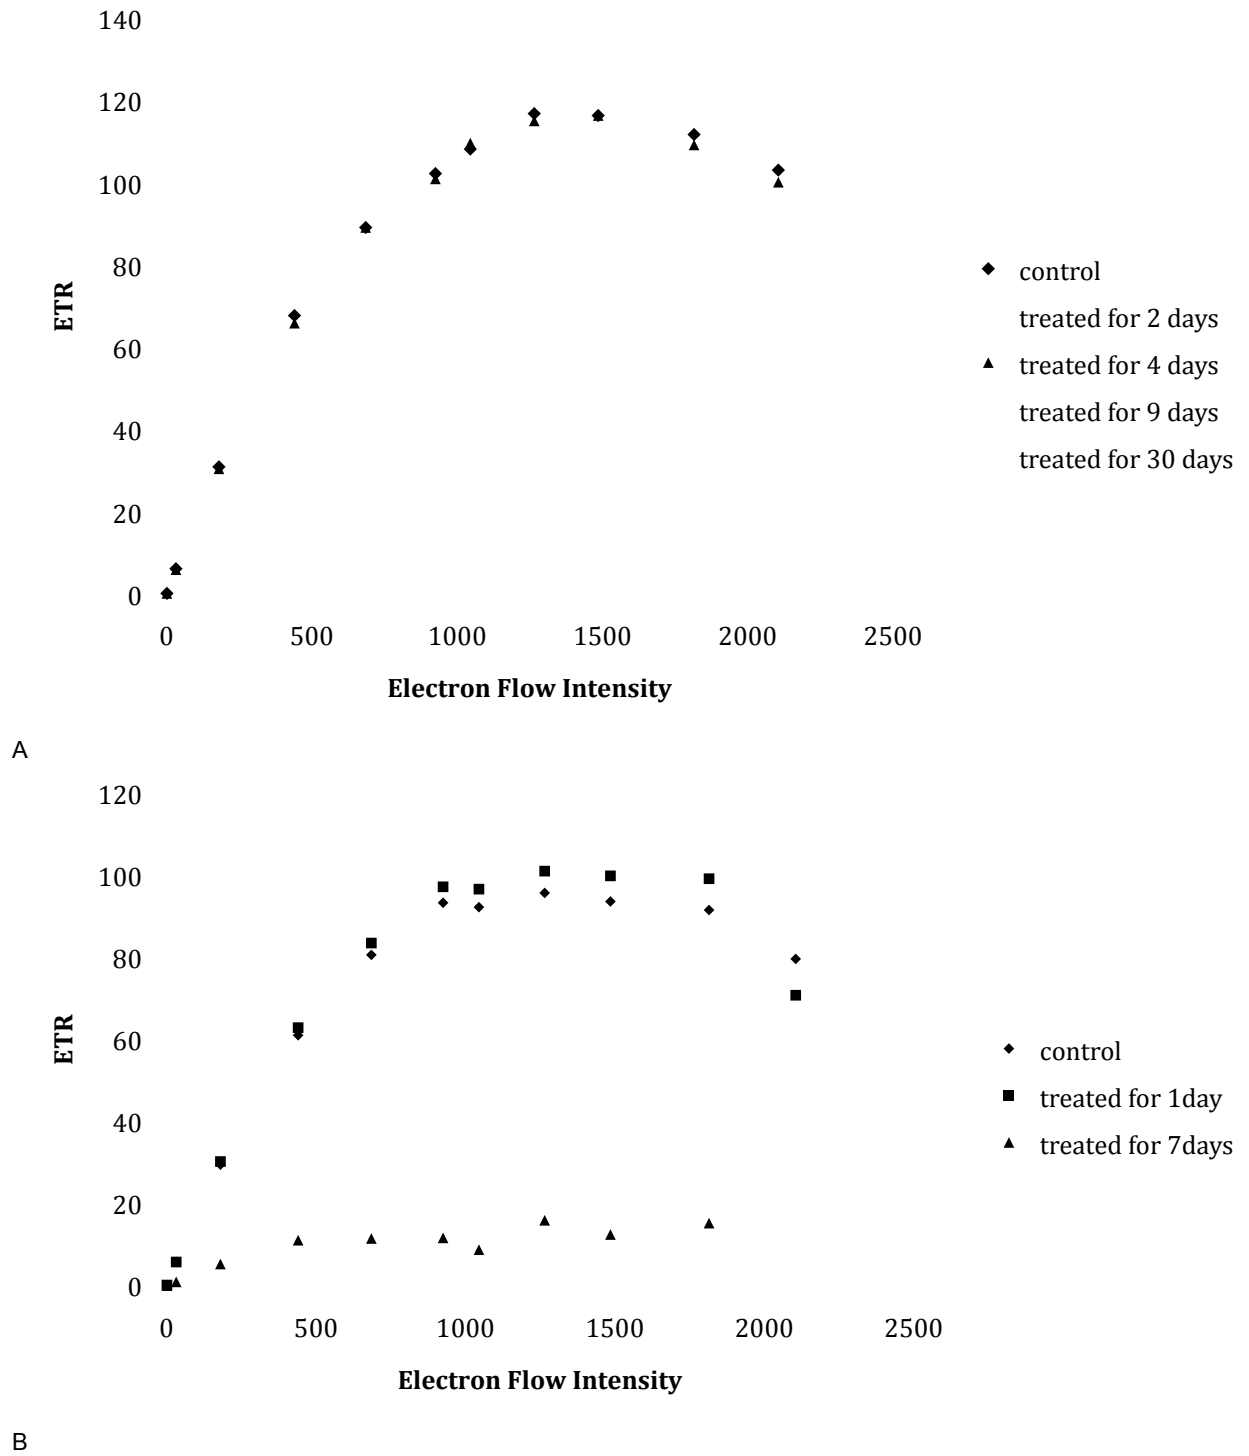 140
120
100
80
60
40
20
0
ETR
0 500 1000 1500 2000 2500
Electron Flow Intensity
control
treated for 2 days
treated for 4 days
treated for 9 days
treated for 30 days
A
120
100
80
60
40
20
0
ETR
0 500 1000 1500 2000 2500
Electron Flow Intensity
control
treated for 1day
treated for 7days
B